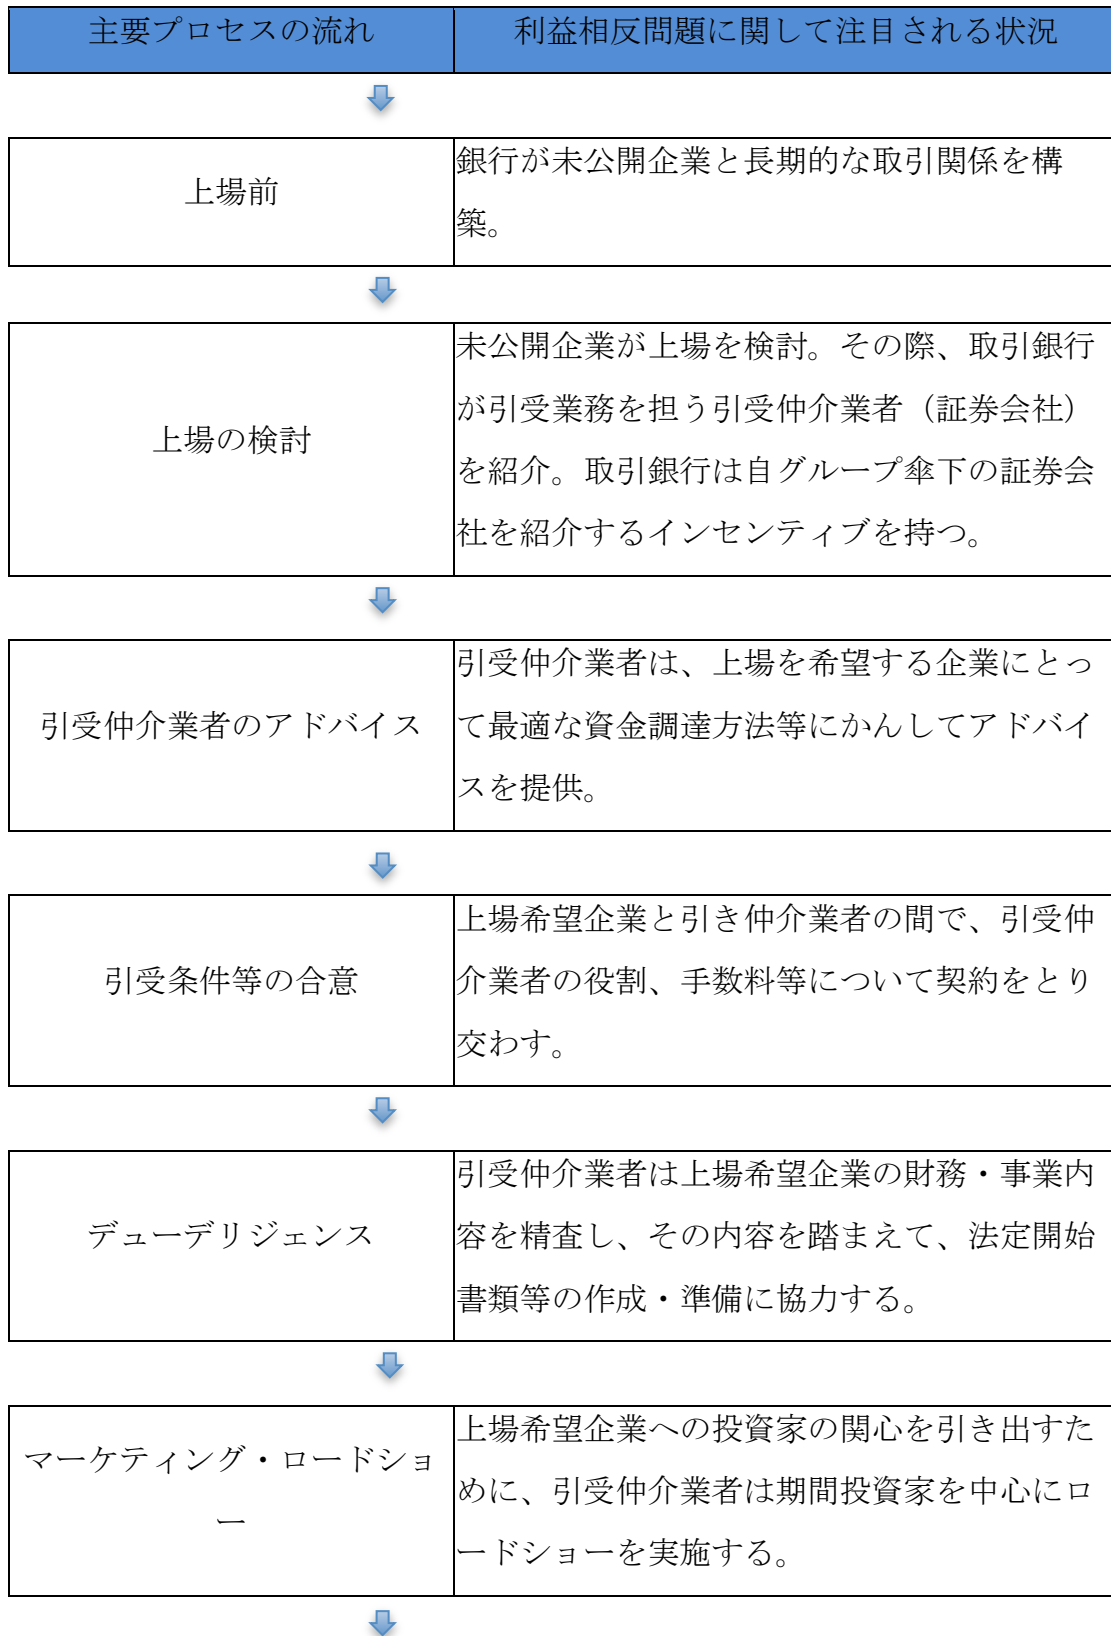 主要プロセスの流れ
利益相反問題に関して注目される状況
上場前
銀行が未公開企業と長期的な取引関係を構
築。
上場の検討
未公開企業が上場を検討。その際、取引銀行
が引受業務を担う引受仲介業者（証券会社）
を紹介。取引銀行は自グループ傘下の証券会
社を紹介するインセンティブを持つ。
引受仲介業者のアドバイス
引受仲介業者は、上場を希望する企業にとっ
て最適な資金調達方法等にかんしてアドバイ
スを提供。
引受条件等の合意
上場希望企業と引き仲介業者の間で、引受仲
介業者の役割、手数料等について契約をとり
交わす。
デューデリジェンス
引受仲介業者は上場希望企業の財務・事業内
容を精査し、その内容を踏まえて、法定開始
書類等の作成・準備に協力する。
マーケティング・ロードショ
ー
上場希望企業への投資家の関心を引き出すた
めに、引受仲介業者は期間投資家を中心にロ
ードショーを実施する。